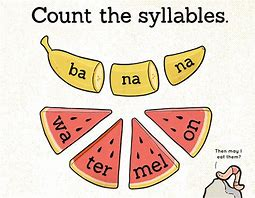 Count the syllables.
ba na na
wa ter mel on
Then may I
eat them?